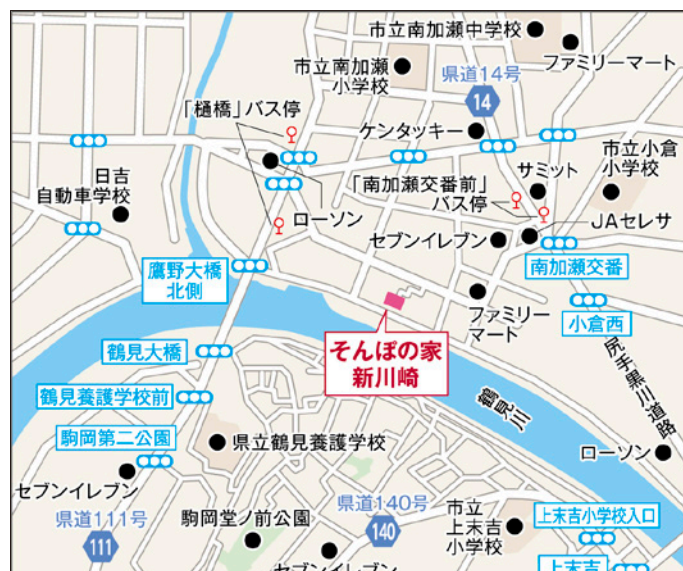 市立南加瀬中学校
ファミリーマート
市立南加瀬
小学校
県道14号
14
「樋橋」バス停
ケンタッキー
サミット
市立小倉
小学校
日吉
自動車学校
「南加瀬交番前」
バス停
ローソン
JAセレサ
セブンイレブン
南加瀬交番
鷹野大橋
北側
ファミリー
マート
小倉西
そんぽの家
新川崎
鶴見大橋
尻手黒川道路
鶴見養護学校前
鶴見川
駒岡第二公園
県立鶴見養護学校
ローソン
セブンイレブン
県道111号
111
駒岡堂ノ前公園
県道140号
140
市立
上末吉
小学校
上末吉小学校入口
セブンイレブン
上末吉